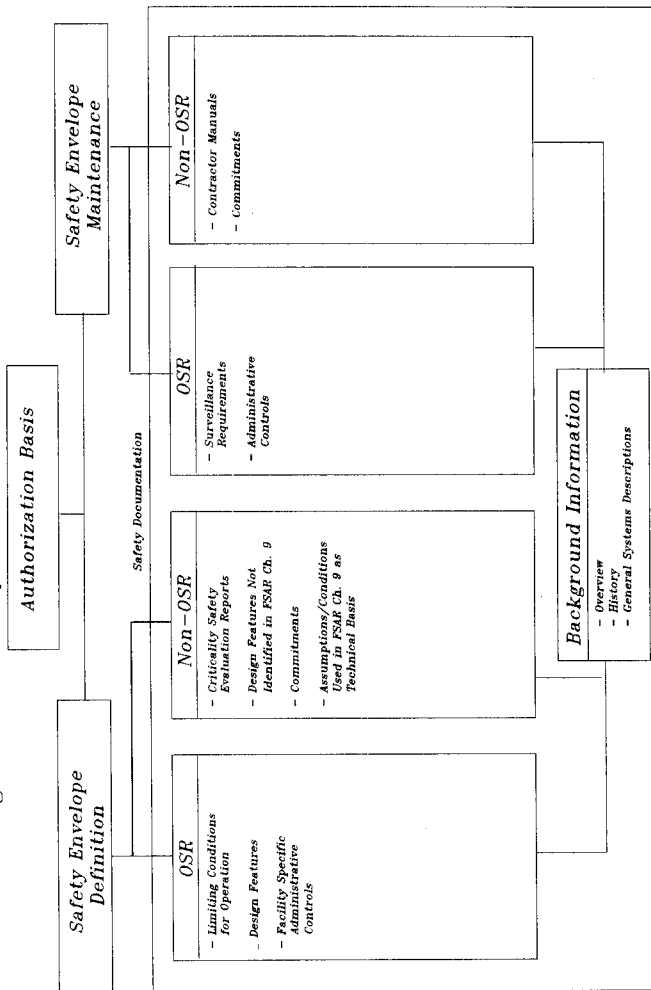 Authorization Basis
Safety Envelope
Definition
Safety Envelope
Maintenance
Safety Documentation
OSR
- Limiting Conditions
for Operation
- Design Features
- Facility Specific
Administrative
Controls
Non-OSR
- Criticality Safety
Evaluation Reports
- Design Features Not
Identified in FSAR Ch. 9
- Commitments
- Assumptions/Conditions
Used in FSAR Ch. 9 as
Technical Basis
OSR
- Surveillance
Requirements
- Administrative
Controls
Non-OSR
- Contractor Manuals
- Commitments
Background Information
- Overview
- History
- General Systems Descriptions